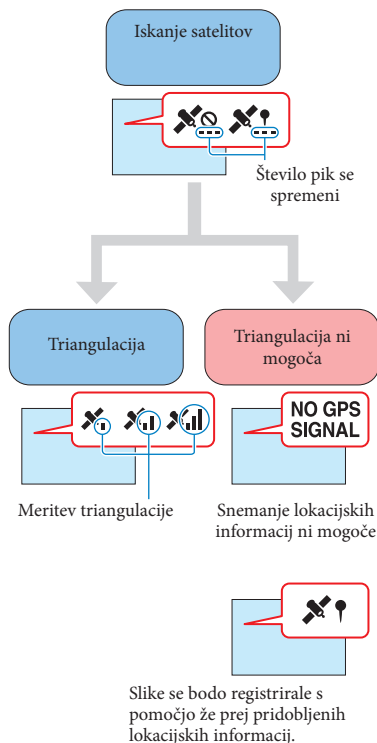 Iskanje satelitov
Število pik se
spremeni
Triangulacija
Triangulacija ni
mogoča
NO GPS
SIGNAL
Meritev triangulacije
Snemanje lokacijskih
informacij ni mogoče
Slike se bodo registrirale s
pomočjo že prej pridobljenih
lokacijskih informacij.